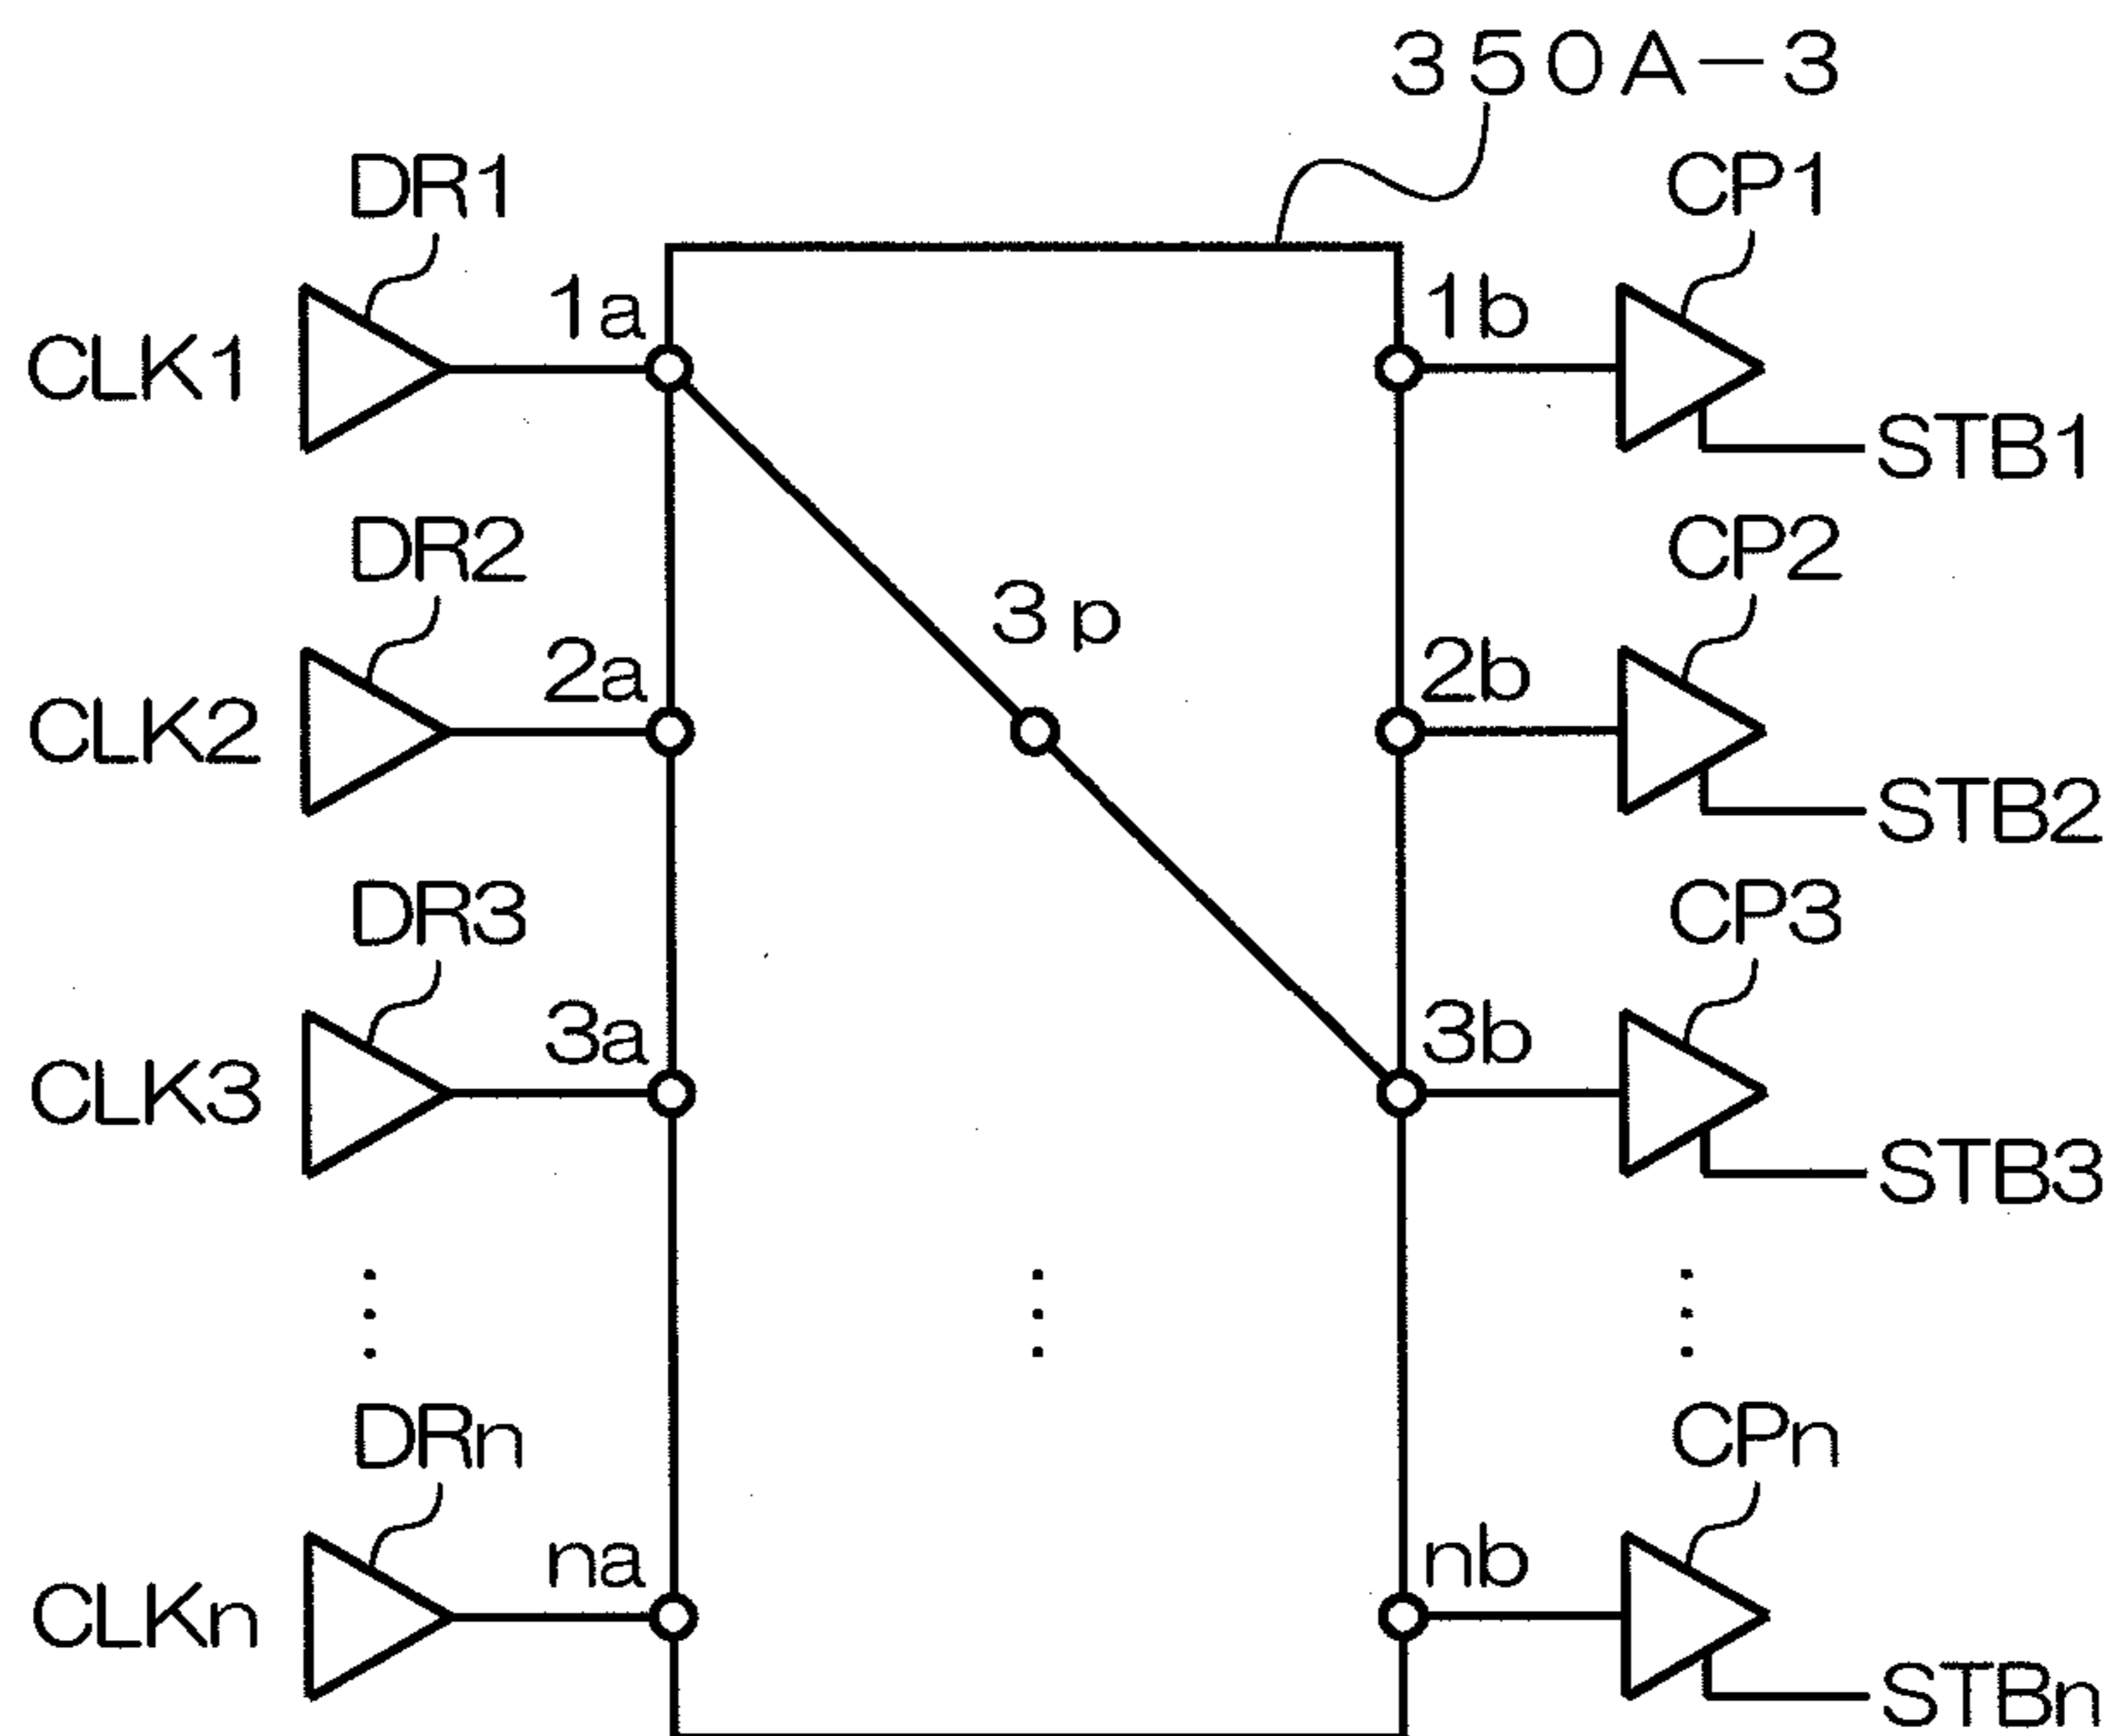 350A-3
DR1
CP1
1a
1b
CLK1
STB1
DR2
CP2
3p
2a
2b
CLK2
STB2
DR3
CP3
3a
3b
CLK3
STB3
DRn
CPn
na
nb
CLKn
STBn